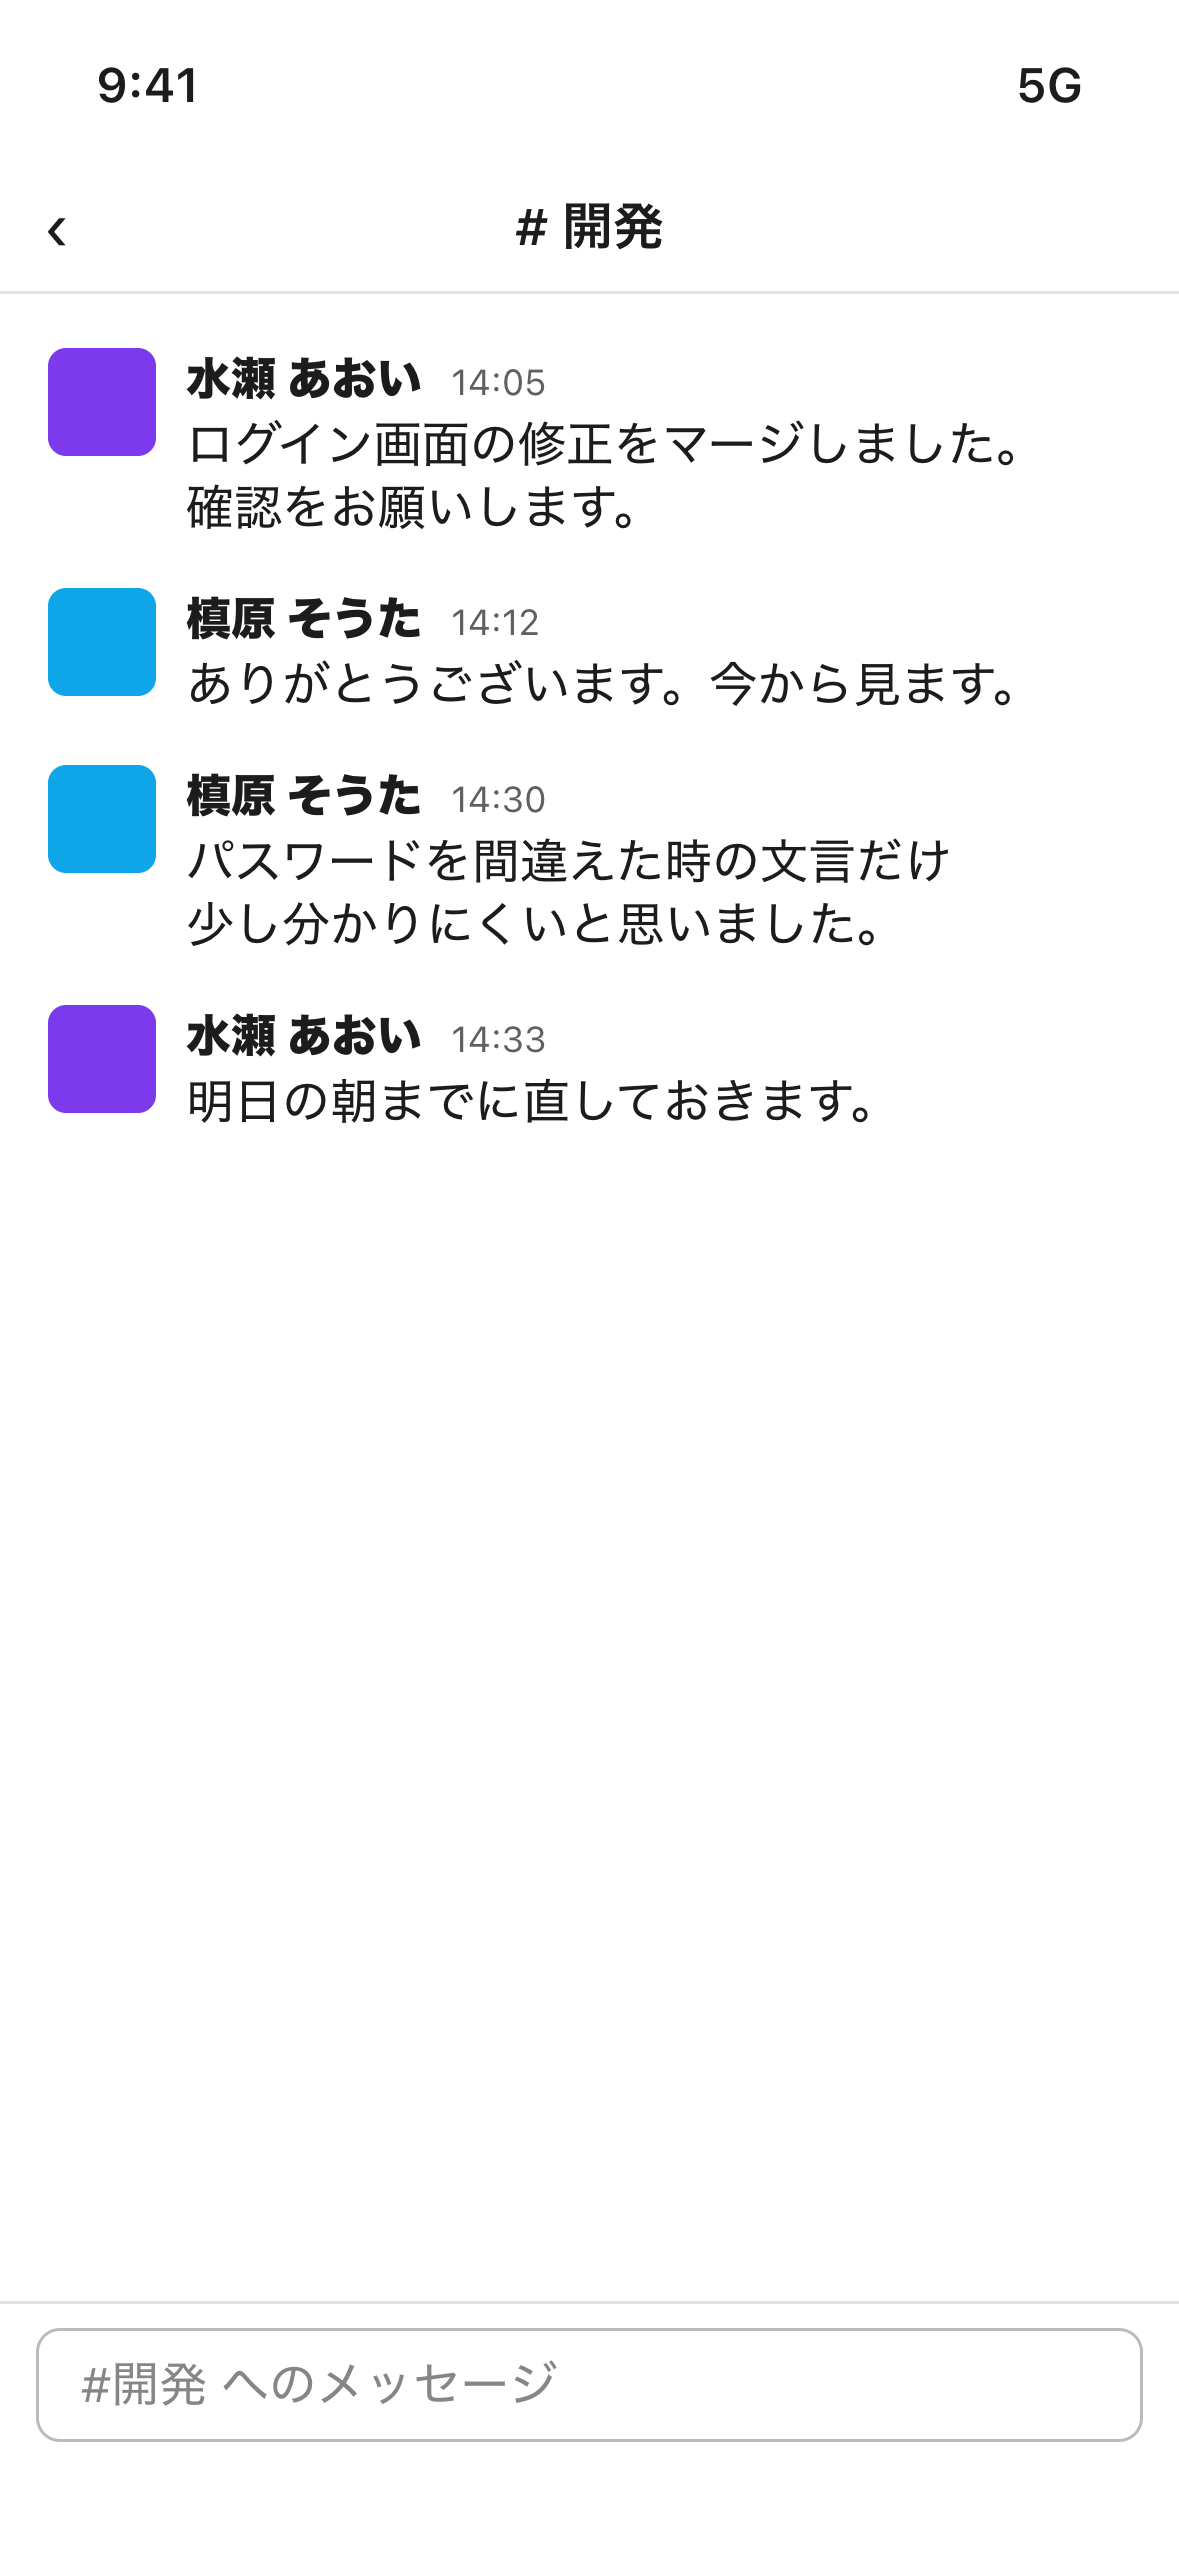 9:41 5G
‹ # 開発
水瀬 あおい 14:05
ログイン画面の修正をマージしました。
確認をお願いします。
槙原 そうた 14:12
ありがとうございます。今から見ます。
槙原 そうた 14:30
パスワードを間違えた時の文言だけ
少し分かりにくいと思いました。
水瀬 あおい 14:33
明日の朝までに直しておきます。
#開発 へのメッセージ